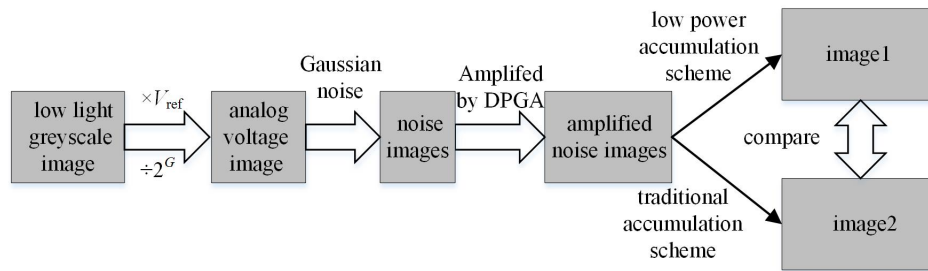 low light
greyscale
image
×V_ref
÷2^G
analog
voltage
image
Gaussian
noise
noise
images
Amplifed
by DPGA
amplified
noise images
low power
accumulation
scheme
traditional
accumulation
scheme
image1
compare
image2